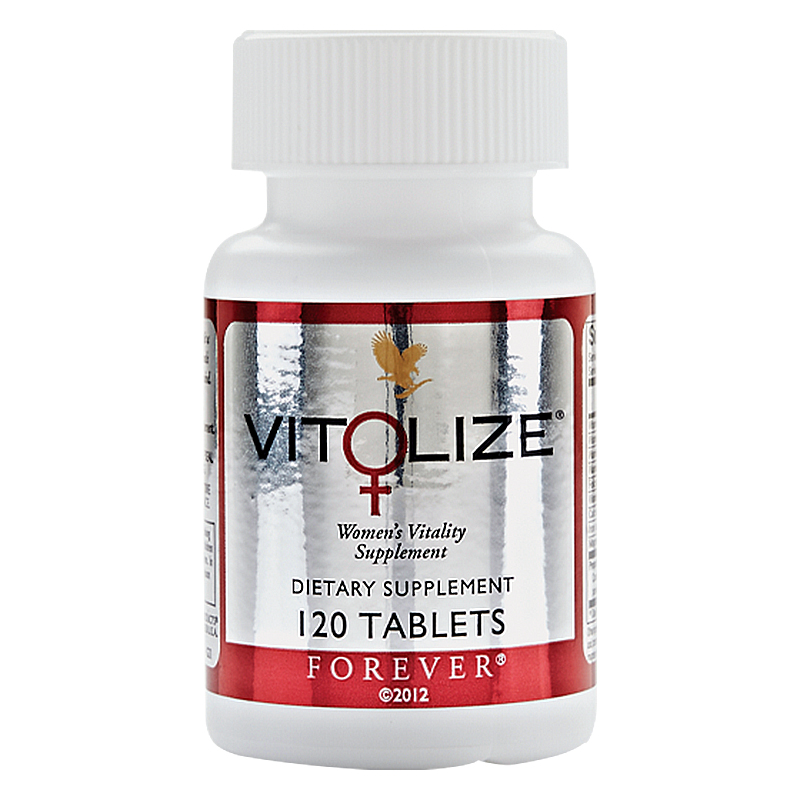 VITOLIZE®
Women's Vitality
Supplement
DIETARY SUPPLEMENT
120 TABLETS
FOREVER®
©2012